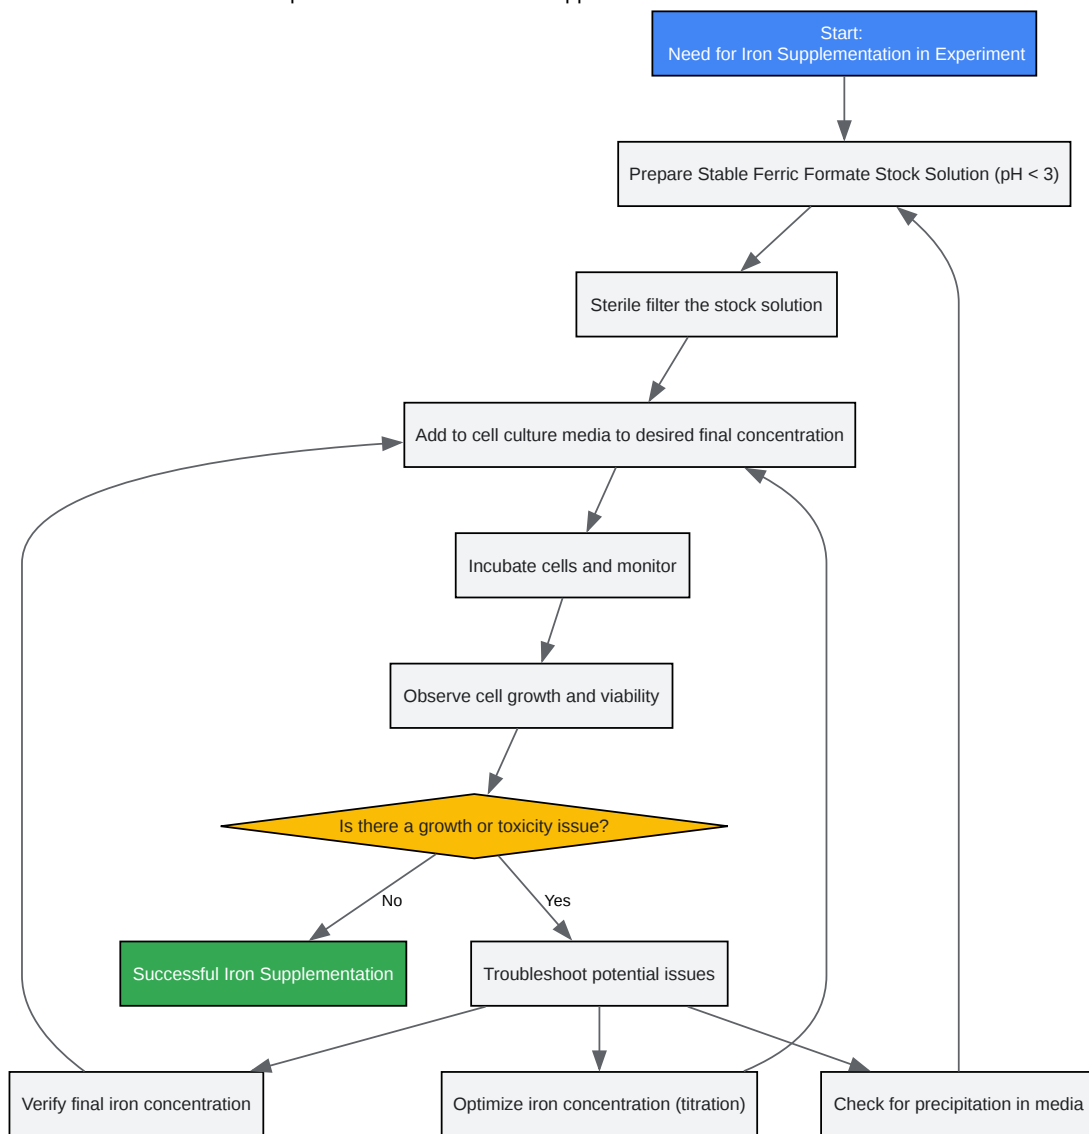 Start:
Need for Iron Supplementation in Experiment
Prepare Stable Ferric Formate Stock Solution (pH < 3)
Sterile filter the stock solution
Add to cell culture media to desired final concentration
Incubate cells and monitor
Observe cell growth and viability
Is there a growth or toxicity issue?
No
Yes
Successful Iron Supplementation
Troubleshoot potential issues
Verify final iron concentration
Optimize iron concentration (titration)
Check for precipitation in media